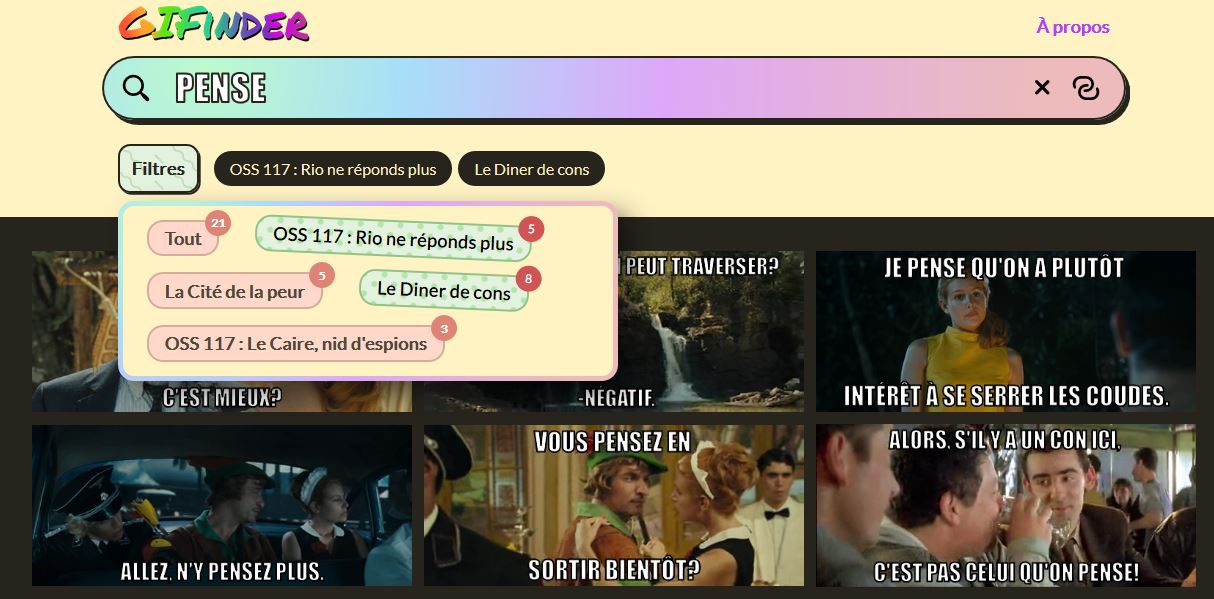 GIFINDER
À propos
PENSE
Filtres
OSS 117 : Rio ne réponds plus
Le Diner de cons
Tout 21
OSS 117 : Rio ne réponds plus 5
La Cité de la peur 5
Le Diner de cons 8
OSS 117 : Le Caire, nid d'espions 3
C'EST MIEUX?
PEUT TRAVERSER?
-NÉGATIF.
JE PENSE QU'ON A PLUTÔT
INTÉRÊT À SE SERRER LES COUDES.
ALLEZ, N'Y PENSEZ PLUS.
VOUS PENSEZ EN
SORTIR BIENTÔT?
ALORS, S'IL Y A UN CON ICI,
C'EST PAS CELUI QU'ON PENSE!